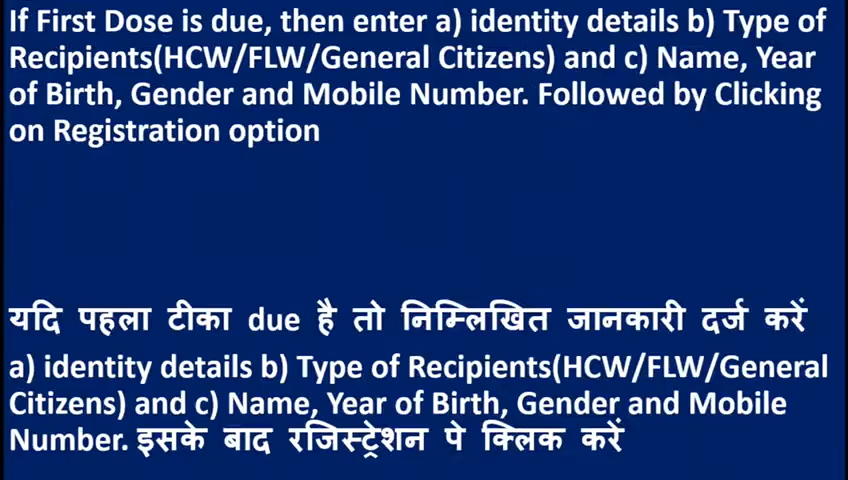 If First Dose is due, then enter a) identity details b) Type of
Recipients(HCW/FLW/General Citizens) and c) Name, Year
of Birth, Gender and Mobile Number. Followed by Clicking
on Registration option
यदि पहला टीका due है तो निम्लिखित जानकारी दर्ज करें
a) identity details b) Type of Recipients(HCW/FLW/General
Citizens) and c) Name, Year of Birth, Gender and Mobile
Number. इसके बाद रजिस्ट्रेशन पे क्लिक करें